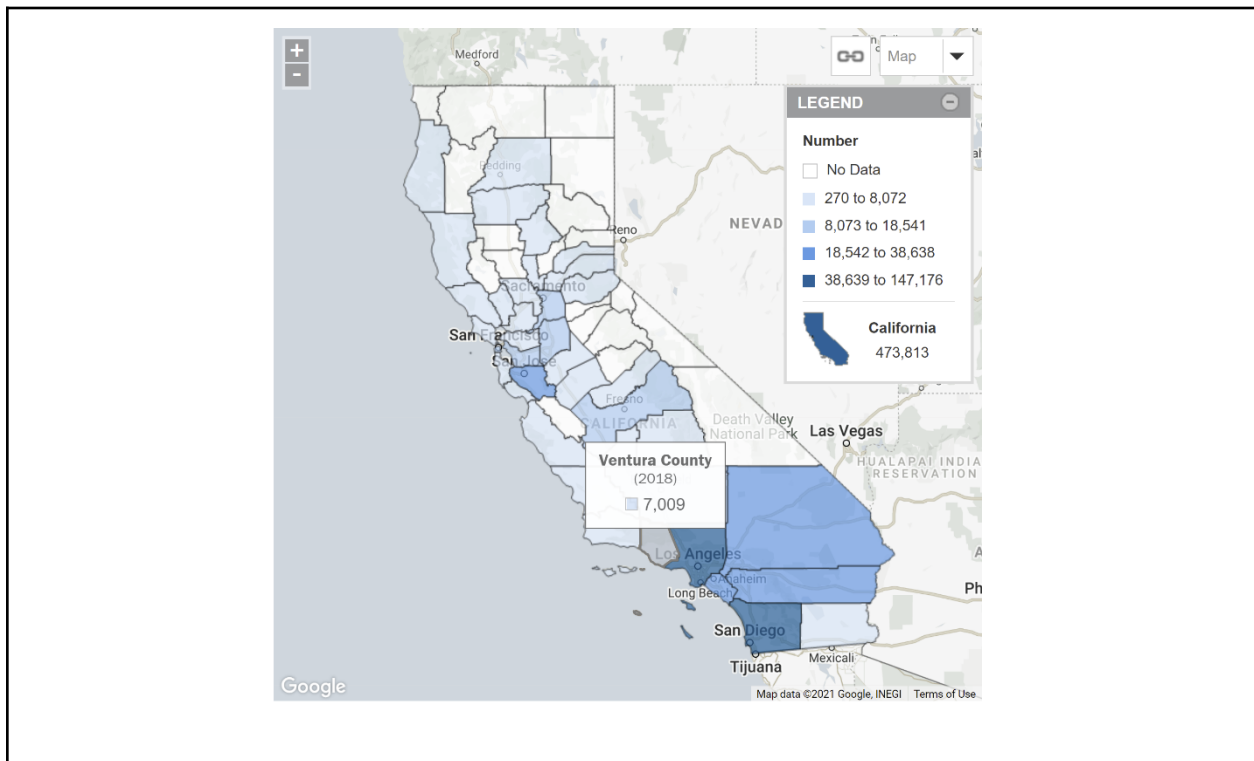 +
-
Medford
Map
LEGEND
Number
No Data
270 to 8,072
8,073 to 18,541
18,542 to 38,638
38,639 to 147,176
California
473,813
Redding
NEVAD
Reno
Sacramento
San Francisco
San Jose
Fresno
CALIFORNIA
Death Valley
National Park
Las Vegas
HUALAPAI INDIA
RESERVATION
Ventura County
(2018)
7,009
Los Angeles
Anaheim
Long Beach
Ph
San Diego
Tijuana
Mexicali
Google
Map data ©2021 Google, INEGI
Terms of Use